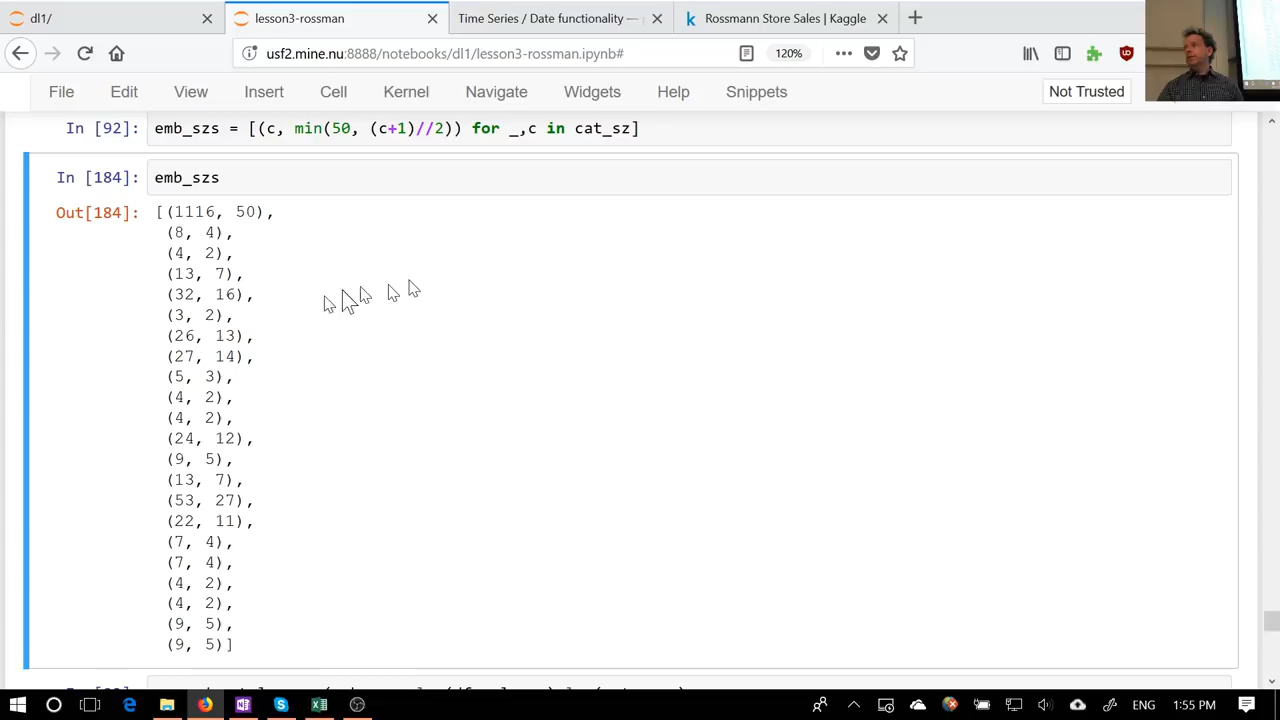 dl1/
lesson3-rossman
Time Series / Date functionality —
Rossmann Store Sales | Kaggle
usf2.mine.nu:8888/notebooks/dl1/lesson3-rossman.ipynb#
120%
File Edit View Insert Cell Kernel Navigate Widgets Help Snippets Not Trusted
In [92]: emb_szs = [(c, min(50, (c+1)//2)) for _,c in cat_sz]
In [184]: emb_szs
Out[184]: [(1116, 50),
(8, 4),
(4, 2),
(13, 7),
(32, 16),
(3, 2),
(26, 13),
(27, 14),
(5, 3),
(4, 2),
(4, 2),
(24, 12),
(9, 5),
(13, 7),
(53, 27),
(22, 11),
(7, 4),
(7, 4),
(4, 2),
(4, 2),
(9, 5),
(9, 5)]
ENG 1:55 PM